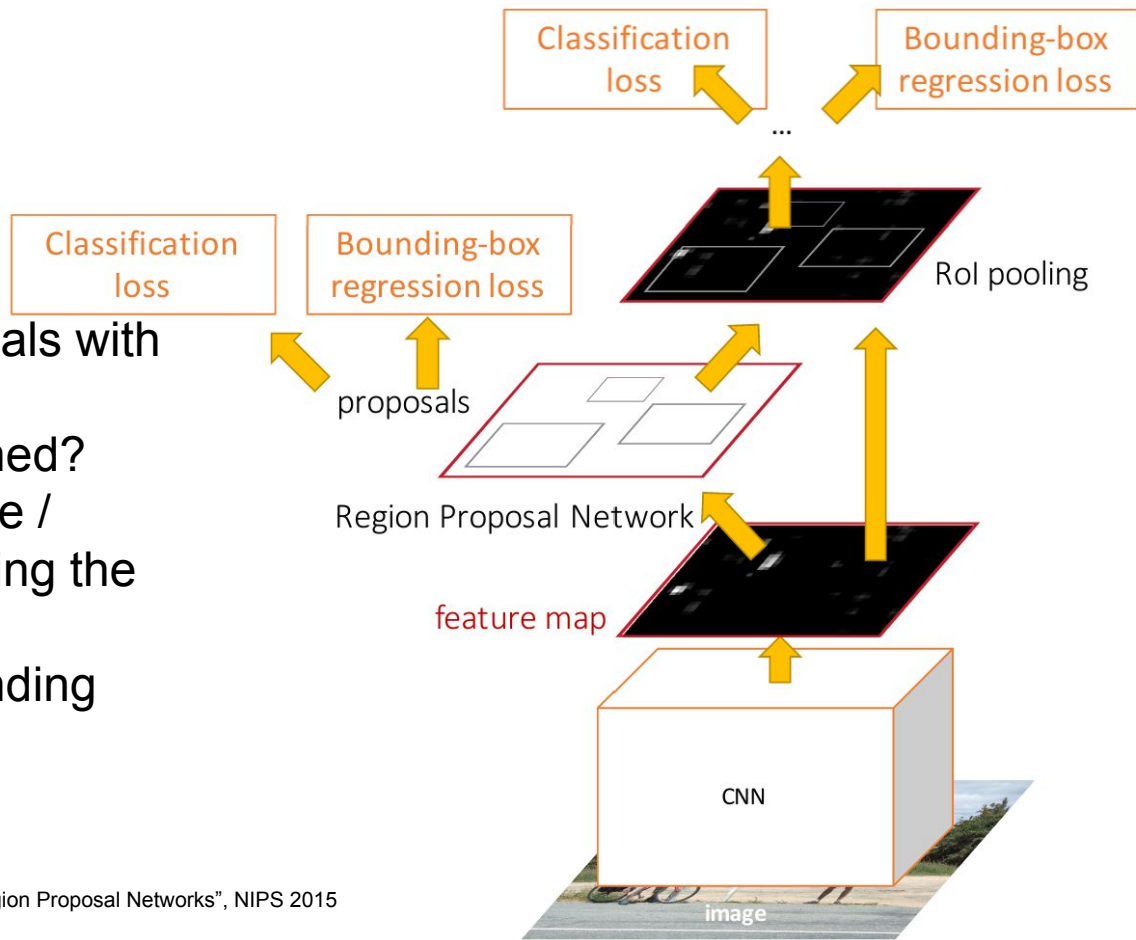 Classification
loss
Bounding-box
regression loss
...
Classification
loss
Bounding-box
regression loss
RoI pooling
als with
proposals
ned?
Region Proposal Network
e /
ing the
feature map
nding
CNN
gion Proposal Networks”, NIPS 2015
image